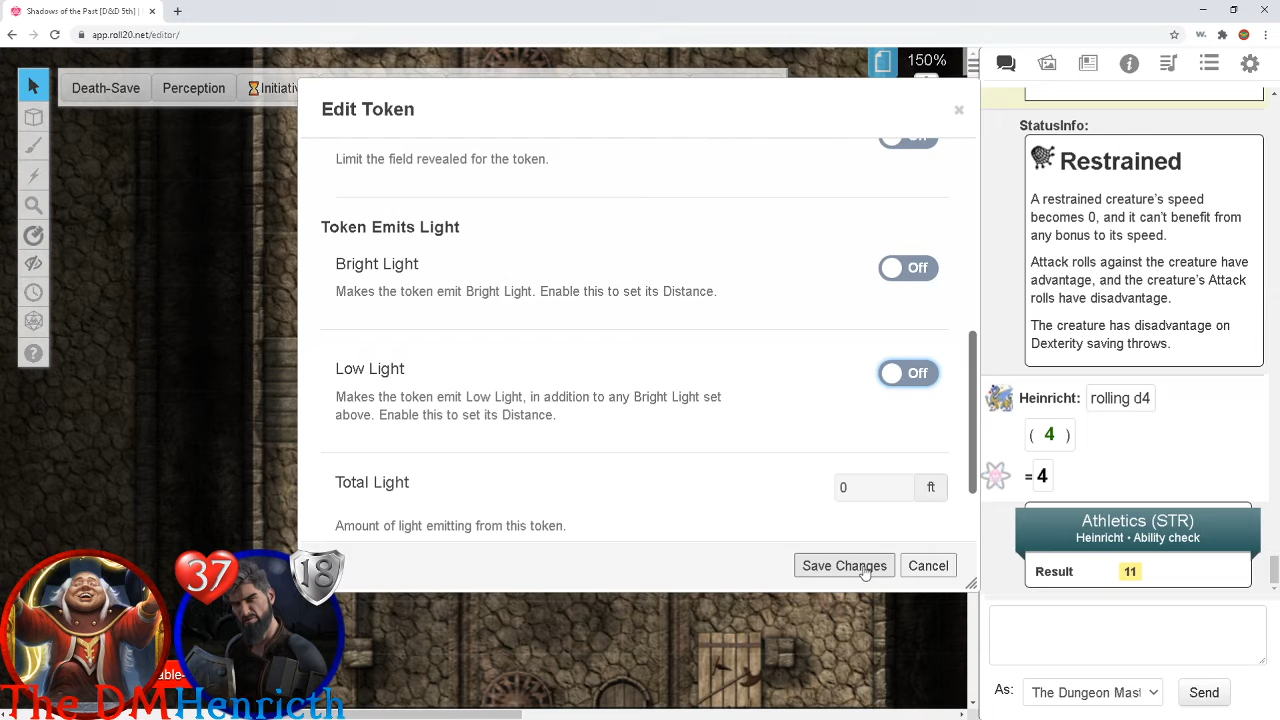 Shadows of the Past [D&D 5th] |
app.roll20.net/editor/
150%
Death-Save
Perception
Initiati
Edit Token
Limit the field revealed for the token.
Token Emits Light
Bright Light
Off
Makes the token emit Bright Light. Enable this to set its Distance.
Low Light
Off
Makes the token emit Low Light, in addition to any Bright Light set
above. Enable this to set its Distance.
Total Light
0
ft
Amount of light emitting from this token.
Save Changes
Cancel
StatusInfo:
Restrained
A restrained creature's speed
becomes 0, and it can't benefit from
any bonus to its speed.
Attack rolls against the creature have
advantage, and the creature's Attack
rolls have disadvantage.
The creature has disadvantage on
Dexterity saving throws.
Heinricht: rolling d4
( 4 )
= 4
Athletics (STR)
Heinricht • Ability check
Result 11
As: The Dungeon Mast
Send
37
18
able-
The DM
Henricth